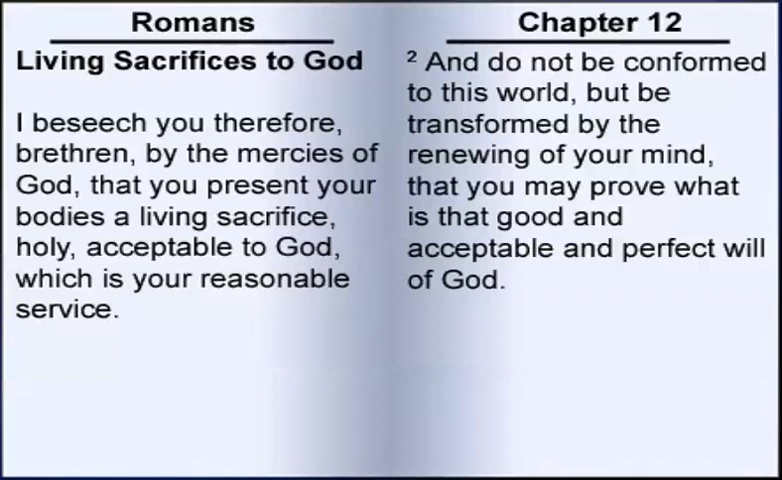 Romans
Living Sacrifices to God
I beseech you therefore,
brethren, by the mercies of
God, that you present your
bodies a living sacrifice,
holy, acceptable to God,
which is your reasonable
service.
Chapter 12
² And do not be conformed
to this world, but be
transformed by the
renewing of your mind,
that you may prove what
is that good and
acceptable and perfect will
of God.